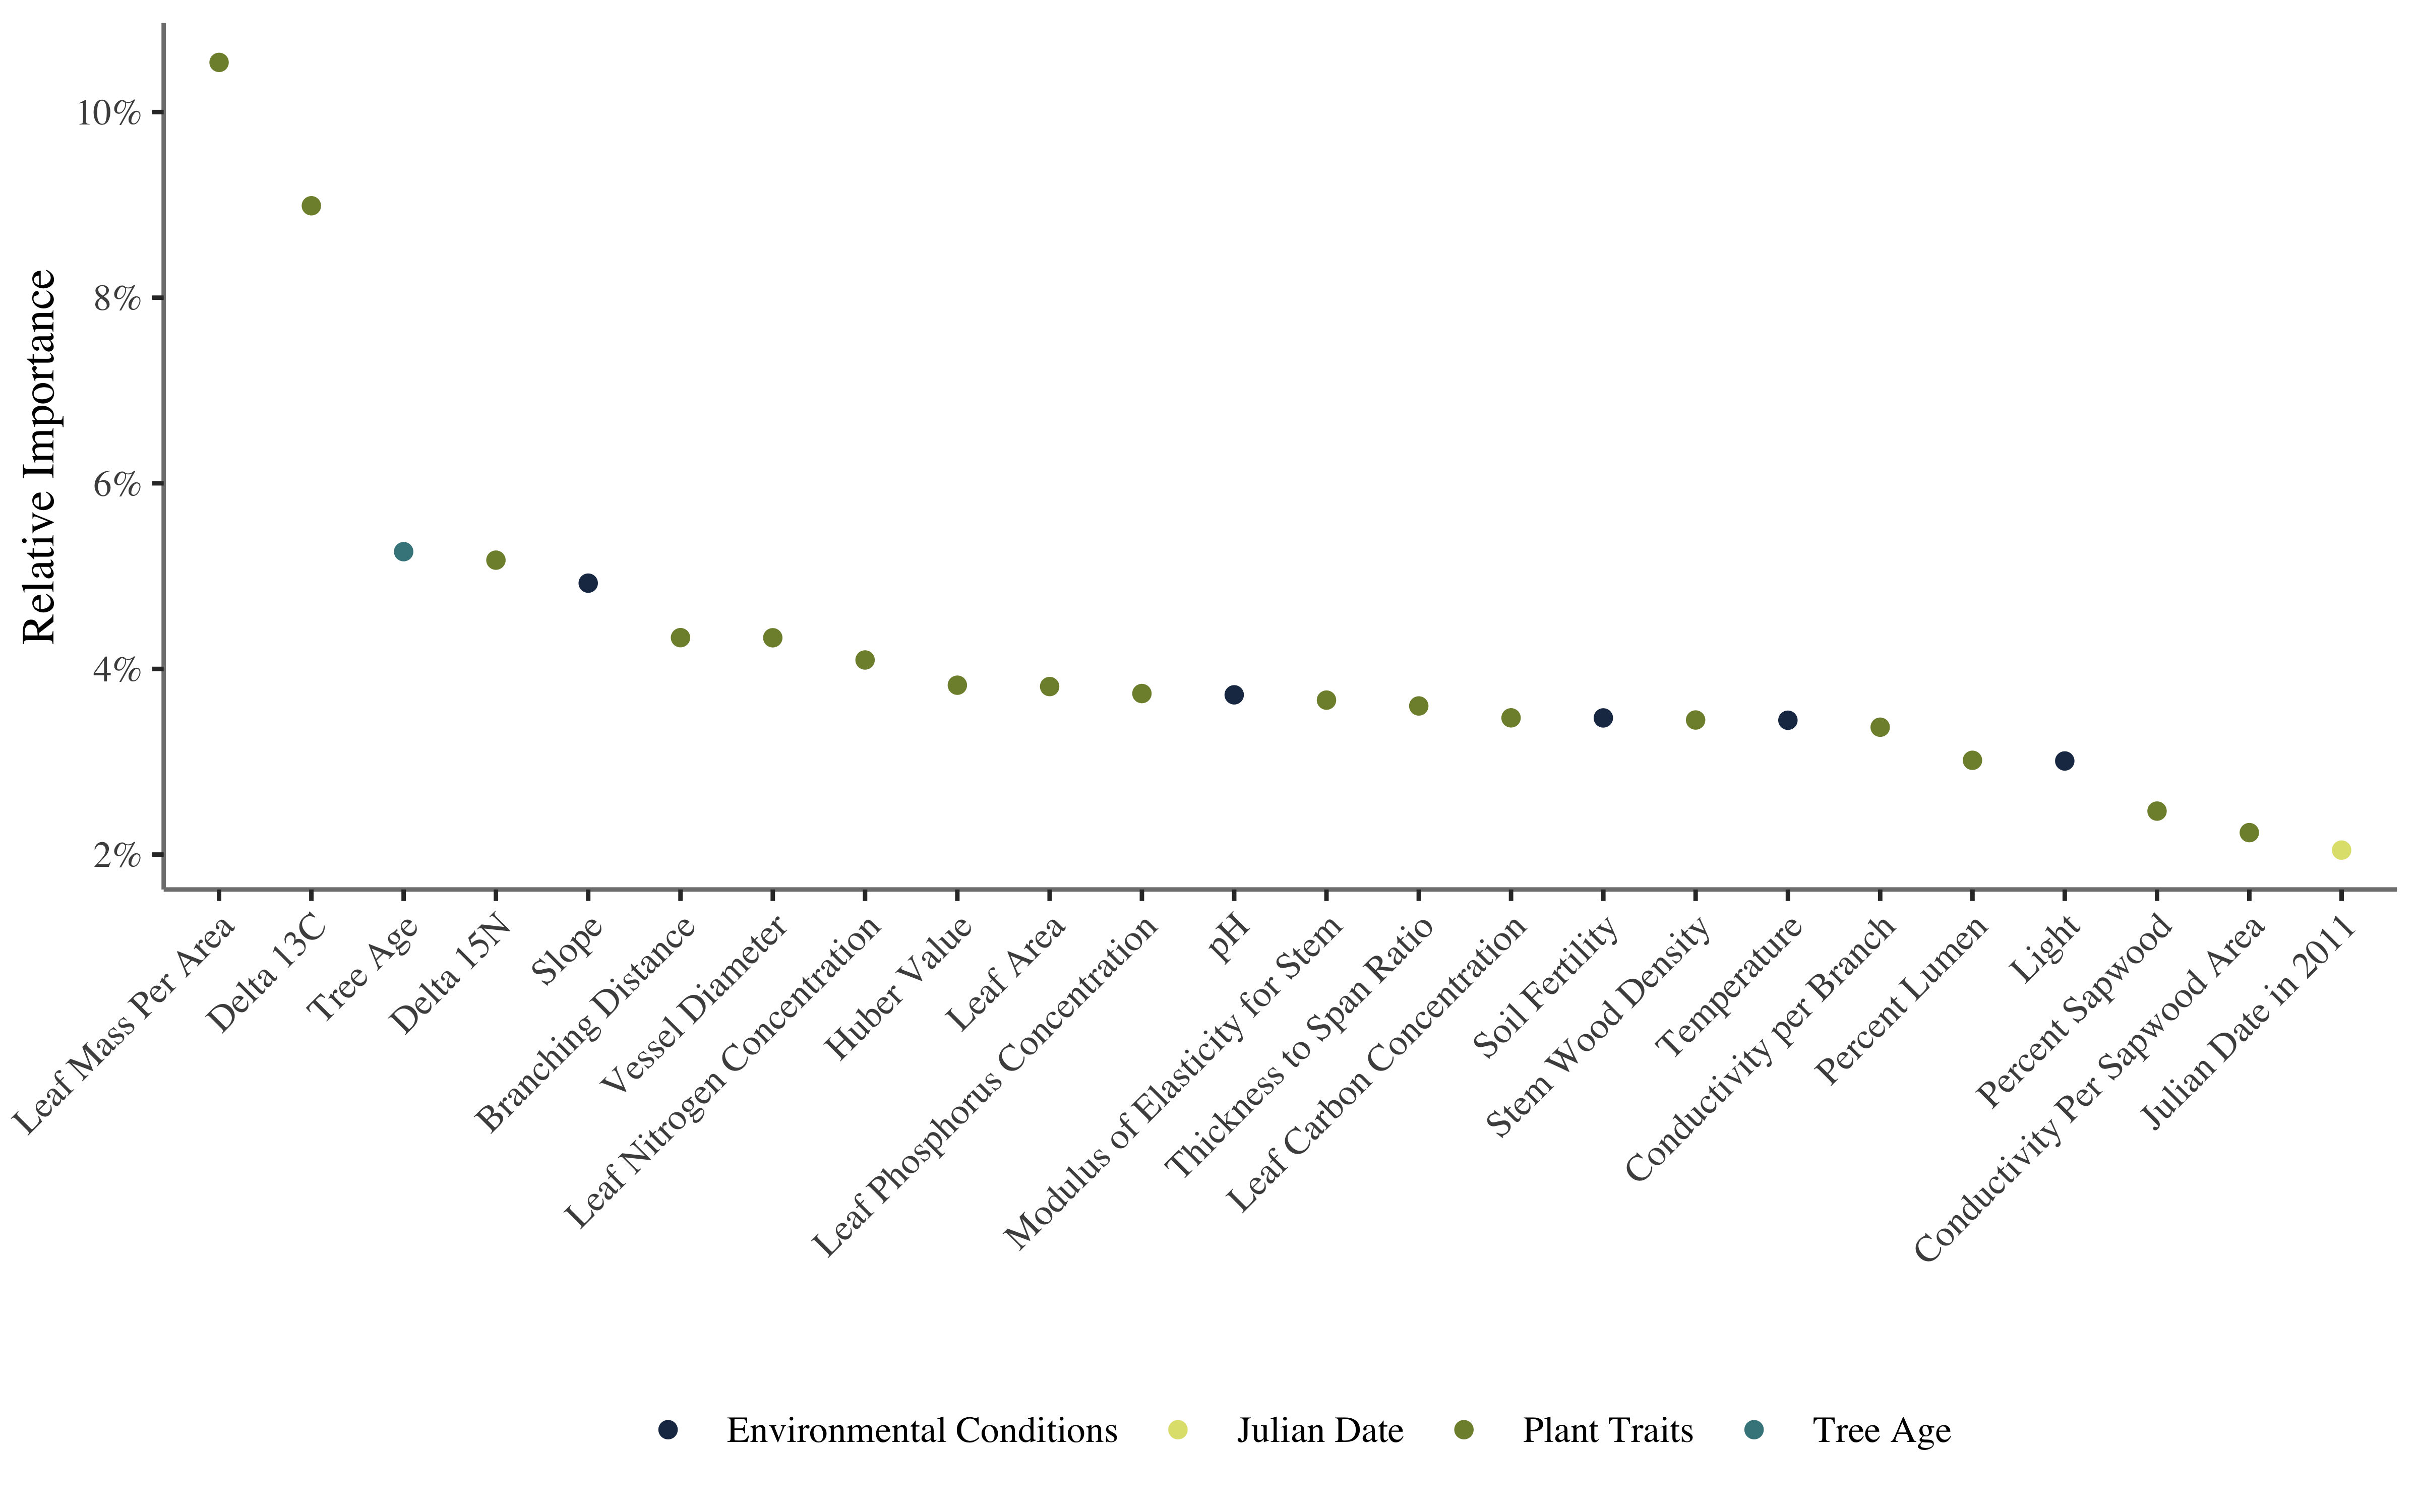 Relative Importance
10%
8%
6%
4%
2%
Leaf Mass Per Area
Delta 13C
Tree Age
Delta 15N
Slope
Branching Distance
Vessel Diameter
Leaf Nitrogen Concentration
Huber Value
Leaf Area
Leaf Phosphorus Concentration
pH
Modulus of Elasticity for Stem
Thickness to Span Ratio
Leaf Carbon Concentration
Soil Fertility
Stem Wood Density
Temperature
Conductivity per Branch
Percent Lumen
Light
Percent Sapwood
Conductivity Per Sapwood Area
Julian Date in 2011
Environmental Conditions
Julian Date
Plant Traits
Tree Age